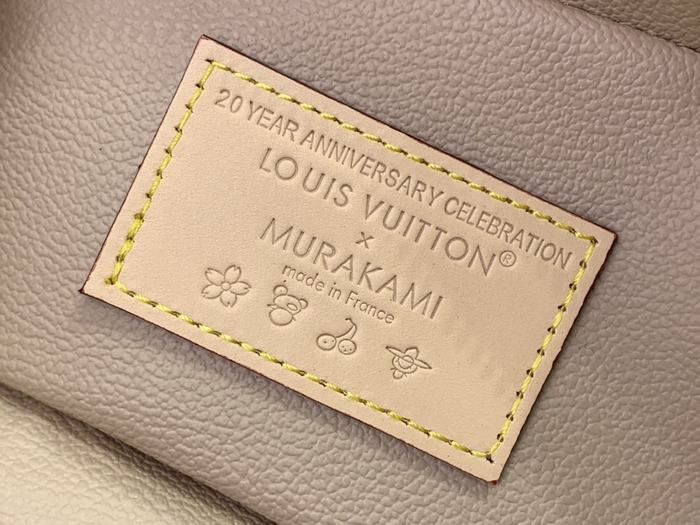 20 YEAR ANNIVERSARY CELEBRATION
LOUIS VUITTON®
×
MURAKAMI
made in France